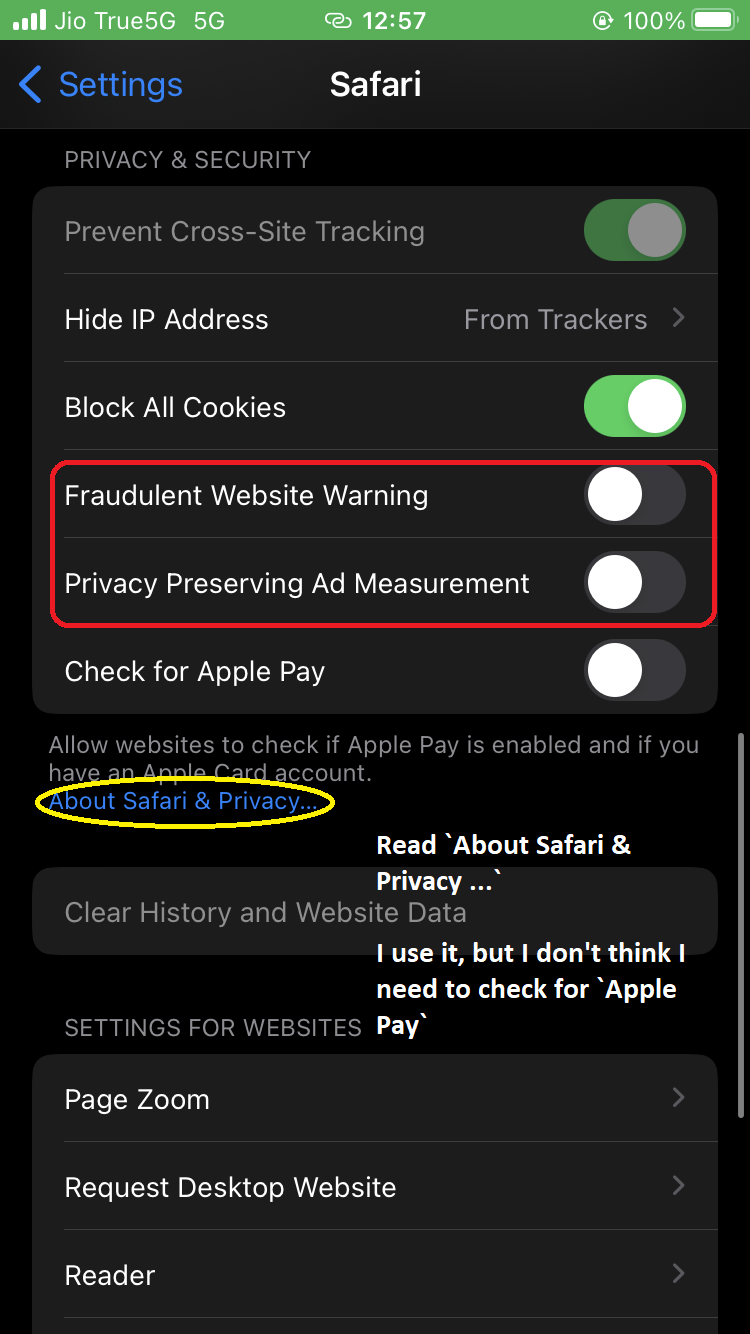 Jio True5G 5G 12:57 100%
Settings Safari
PRIVACY & SECURITY
Prevent Cross-Site Tracking
Hide IP Address From Trackers
Block All Cookies
Fraudulent Website Warning
Privacy Preserving Ad Measurement
Check for Apple Pay
Allow websites to check if Apple Pay is enabled and if you
have an Apple Card account.
About Safari & Privacy...
Read `About Safari &
Privacy ...`
Clear History and Website Data
I use it, but I don't think I
need to check for `Apple
Pay`
SETTINGS FOR WEBSITES
Page Zoom
Request Desktop Website
Reader